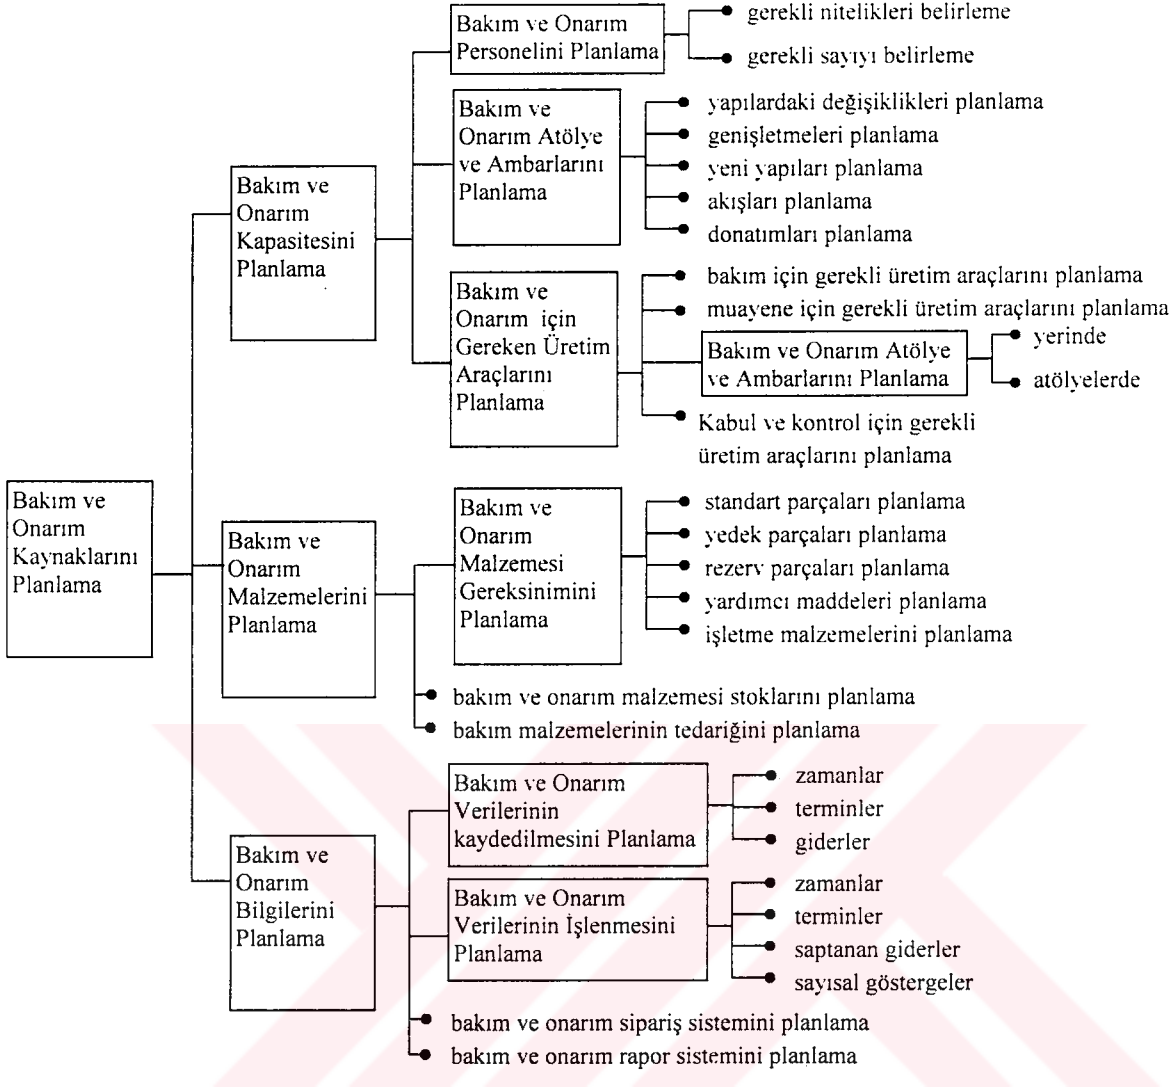 Bakım ve Onarım
Personelini Planlama
gerekli nitelikleri belirleme
gerekli sayıyı belirleme
Bakım ve
Onarım Atölye
ve Ambarlarını
Planlama
yapılardaki değişiklikleri planlama
genişletmeleri planlama
yeni yapıları planlama
akışları planlama
donatımları planlama
Bakım ve
Onarım
Kapasitesini
Planlama
Bakım ve
Onarım için
Gereken Üretim
Araçlarını
Planlama
bakım için gerekli üretim araçlarını planlama
muayene için gerekli üretim araçlarını planlama
Bakım ve Onarım Atölye
ve Ambarlarını Planlama
yerinde
atölyelerde
Kabul ve kontrol için gerekli
üretim araçlarını planlama
Bakım ve
Onarım
Kaynaklarını
Planlama
Bakım ve
Onarım
Malzemelerini
Planlama
Bakım ve
Onarım
Malzemesi
Gereksinimini
Planlama
standart parçaları planlama
yedek parçaları planlama
rezerv parçaları planlama
yardımcı maddeleri planlama
işletme malzemelerini planlama
bakım ve onarım malzemesi stoklarını planlama
bakım malzemelerinin tedariğini planlama
Bakım ve
Onarım
Bilgilerini
Planlama
Bakım ve Onarım
Verilerinin
kaydedilmesini Planlama
zamanlar
terminler
giderler
Bakım ve Onarım
Verilerinin İşlenmesini
Planlama
zamanlar
terminler
saptanan giderler
sayısal göstergeler
bakım ve onarım sipariş sistemini planlama
bakım ve onarım rapor sistemini planlama